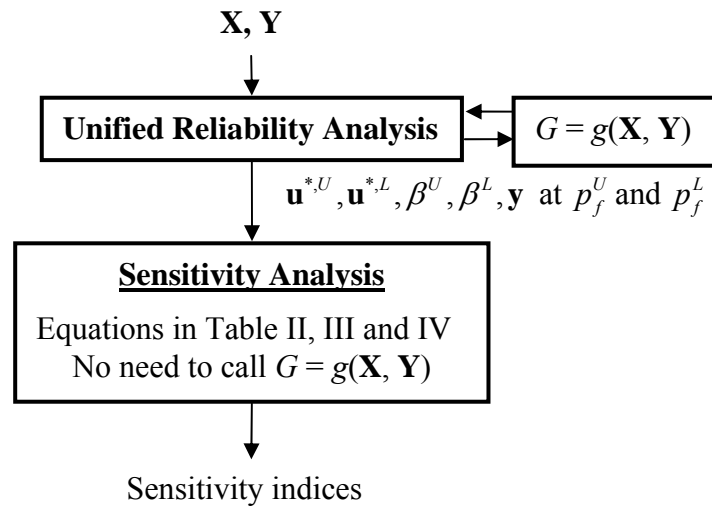 X, Y
Unified Reliability Analysis
G = g(X, Y)
u*,U, u*,L, βU, βL, y at pfU and pfL
Sensitivity Analysis
Equations in Table II, III and IV
No need to call G = g(X, Y)
Sensitivity indices